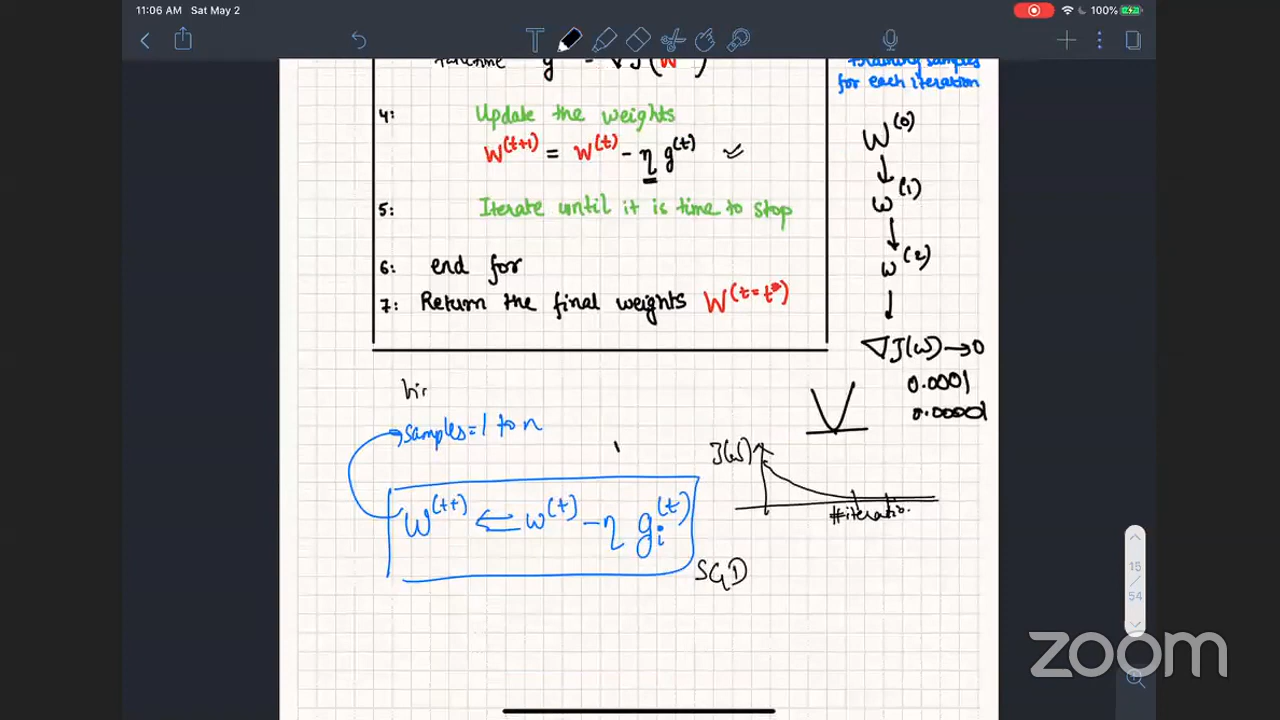 11:06 AM Sat May 2
100%
for each iteration
4: Update the weights
W^(t+1) = W^(t) - η g^(t)
5: Iterate until it is time to stop
6: end for
7: Return the final weights W^(t=t*)
W^(0)
w^(1)
w^(2)
∇J(w) → 0
0.0001
0.00001
samples=1 to n
w^(t+) ⇐ w^(t) - η g_i^(t)
SGD
J(w)
#iteratio.
15
/
54
zoom